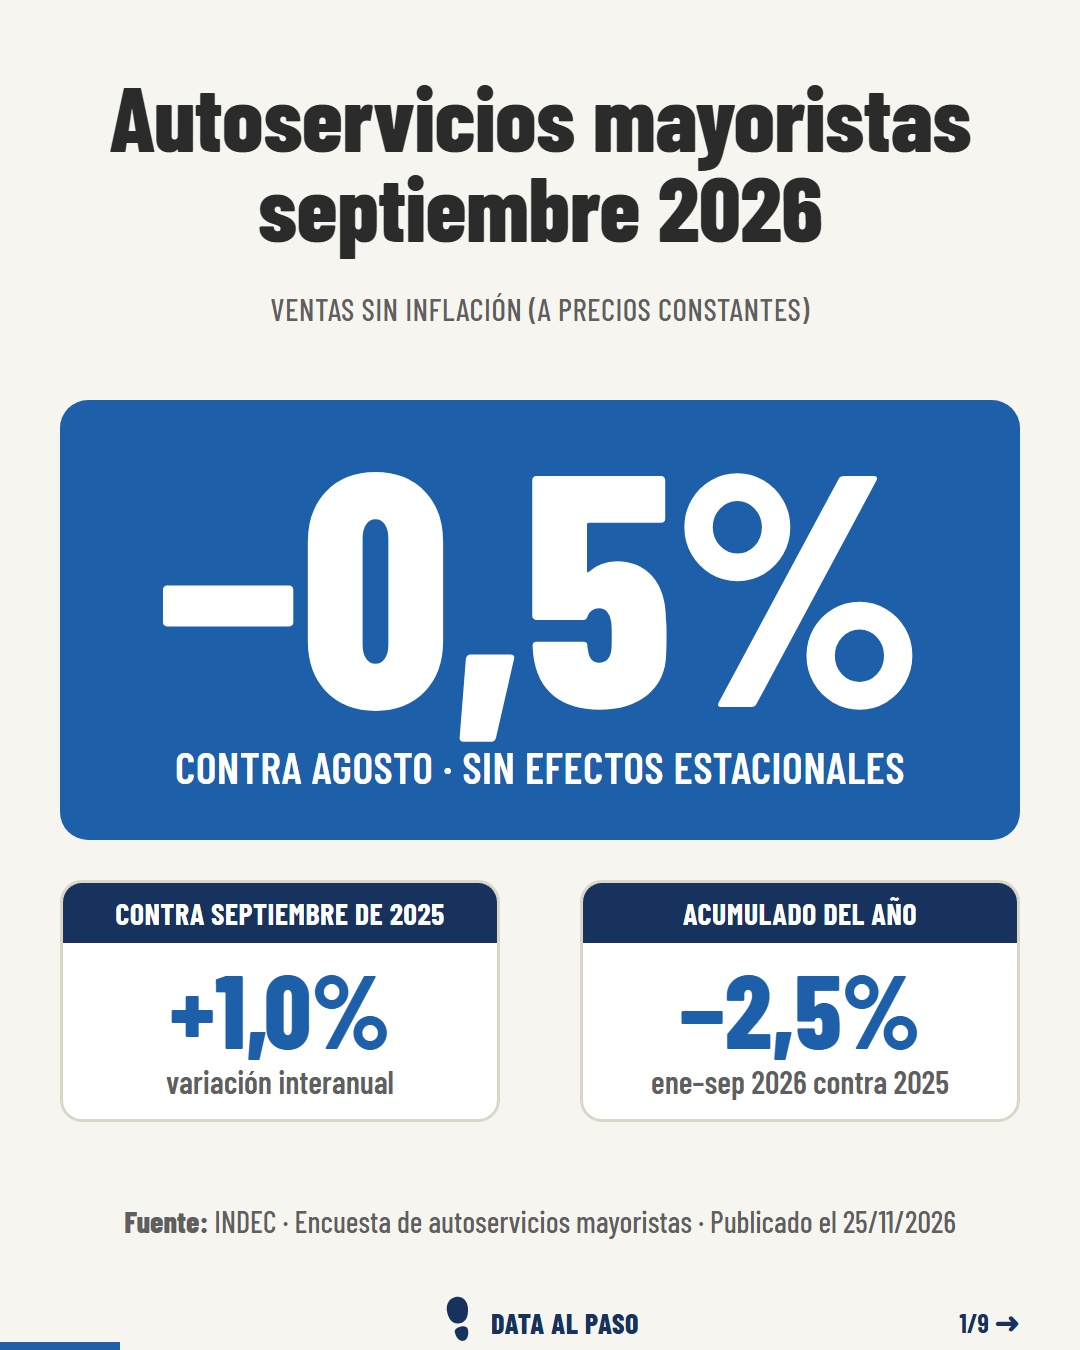 Autoservicios mayoristas
septiembre 2026
VENTAS SIN INFLACIÓN (A PRECIOS CONSTANTES)
–0,5%
CONTRA AGOSTO · SIN EFECTOS ESTACIONALES
CONTRA SEPTIEMBRE DE 2025
+1,0%
variación interanual
ACUMULADO DEL AÑO
–2,5%
ene–sep 2026 contra 2025
Fuente: INDEC · Encuesta de autoservicios mayoristas · Publicado el 25/11/2026
DATA AL PASO
1/9 →